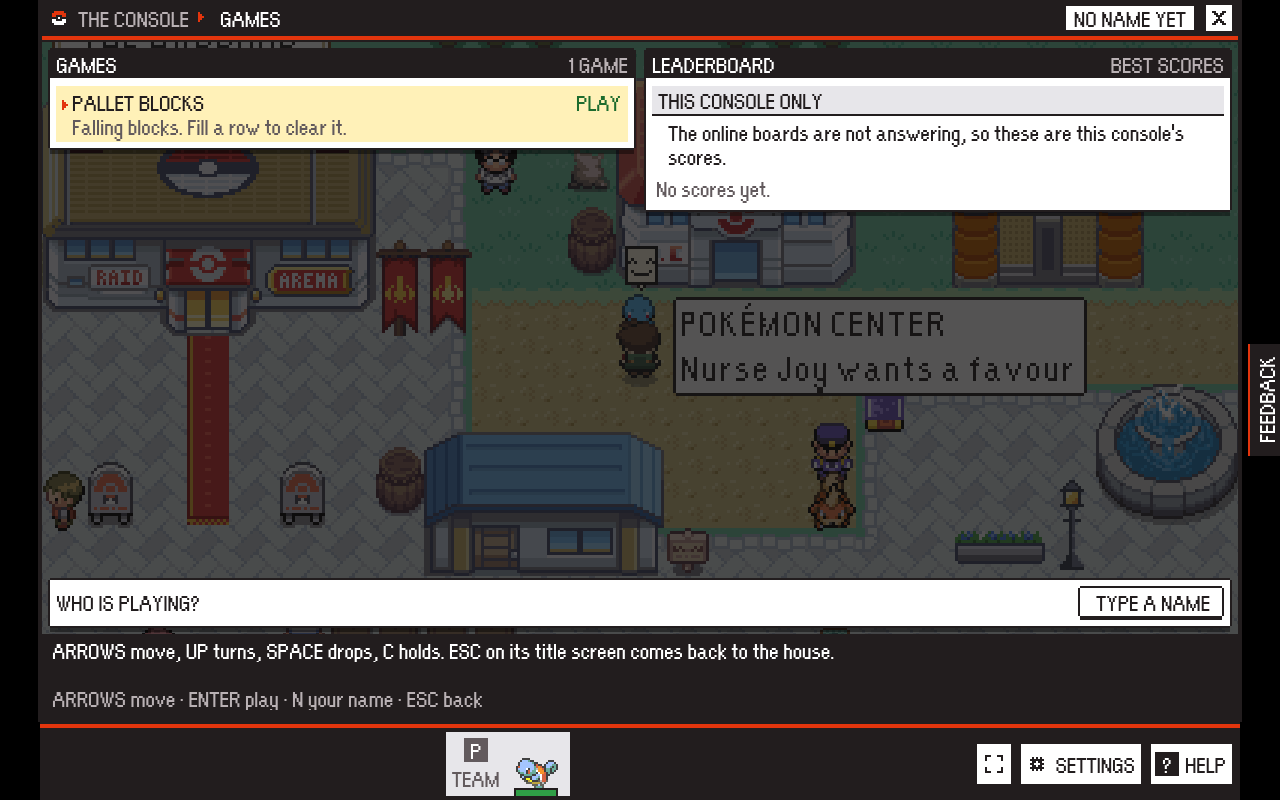 THE CONSOLE GAMES
NO NAME YET X
GAMES 1 GAME
PALLET BLOCKS PLAY
Falling blocks. Fill a row to clear it.
LEADERBOARD BEST SCORES
THIS CONSOLE ONLY
The online boards are not answering, so these are this console's
scores.
No scores yet.
RAID
ARENA
C
POKÉMON CENTER
Nurse Joy wants a favour
FEEDBACK
WHO IS PLAYING? TYPE A NAME
ARROWS move, UP turns, SPACE drops, C holds. ESC on its title screen comes back to the house.
ARROWS move · ENTER play · N your name · ESC back
P
TEAM
SETTINGS
? HELP